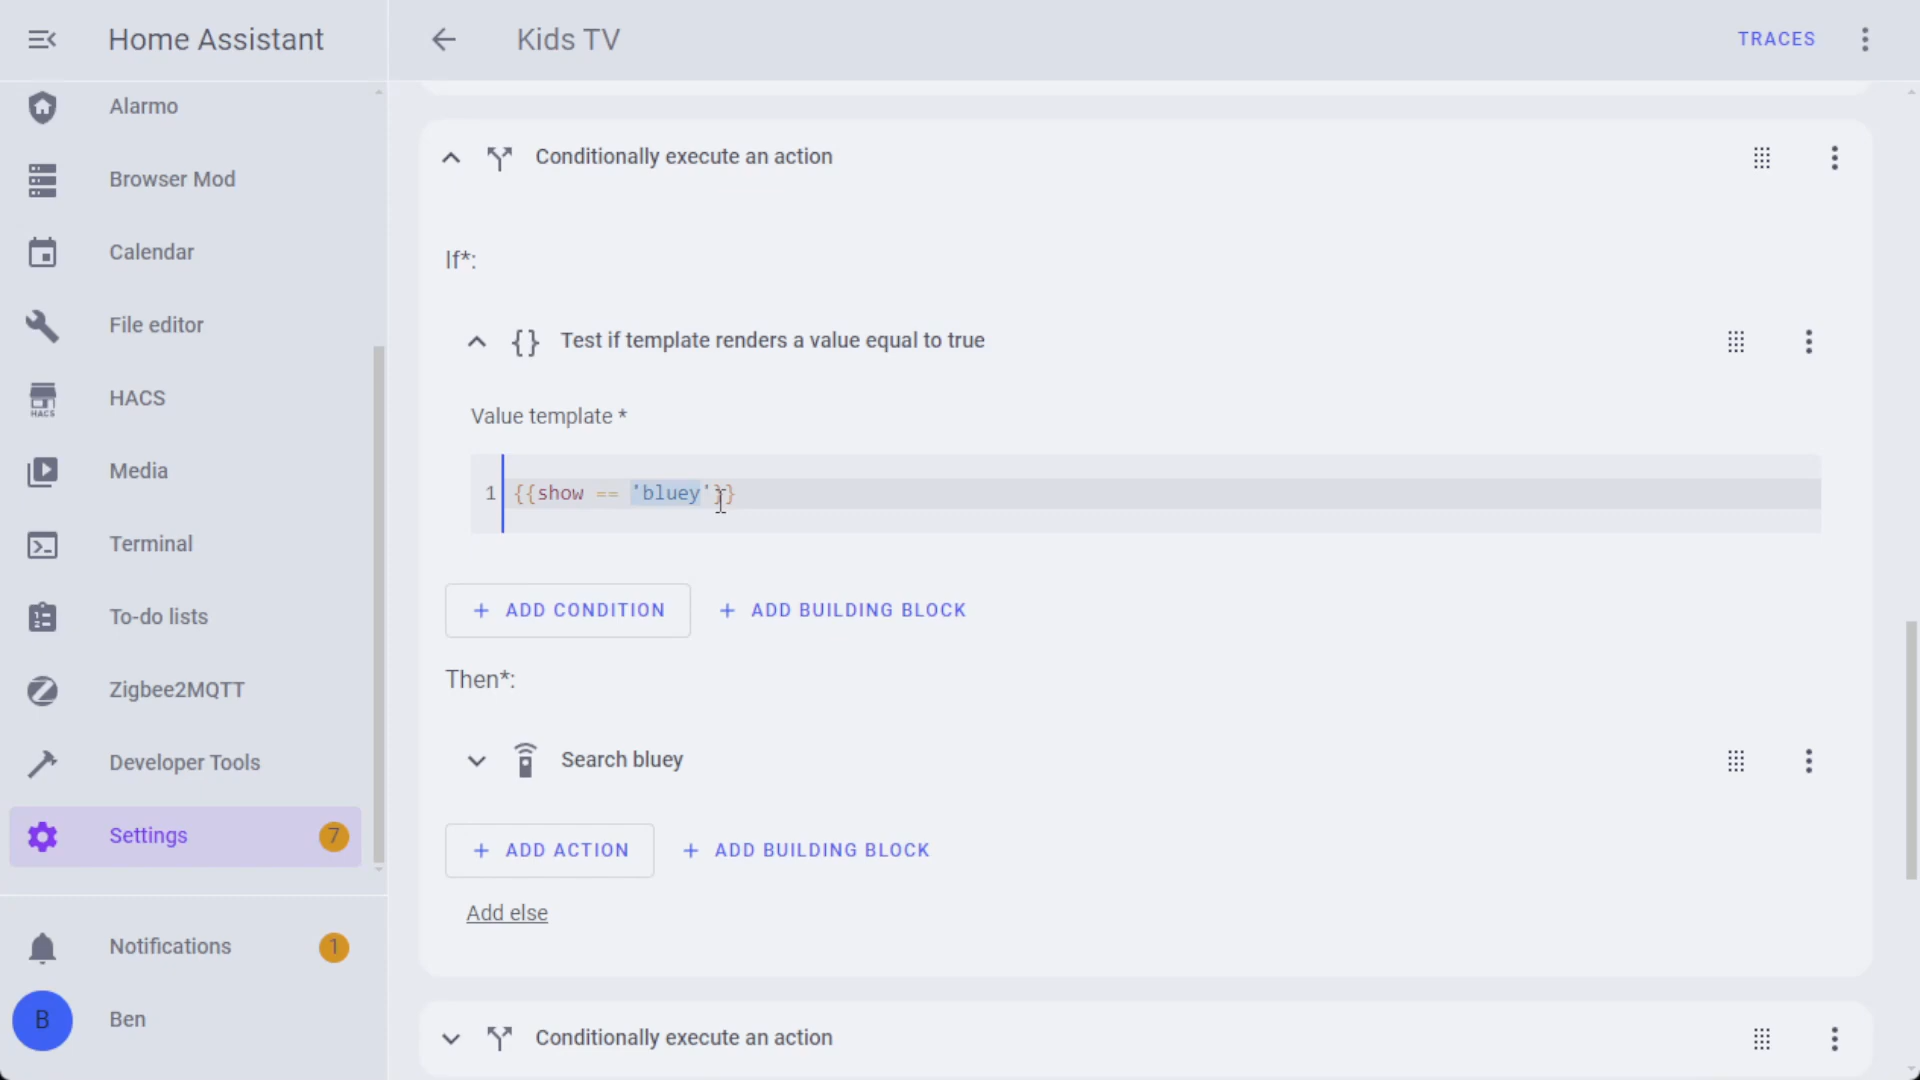 Home Assistant
Kids TV
TRACES
Alarmo
Browser Mod
Calendar
File editor
HACS
HACS
Media
Terminal
To-do lists
Zigbee2MQTT
Developer Tools
Settings
7
Notifications
1
B
Ben
Conditionally execute an action
If*:
Test if template renders a value equal to true
Value template *
1
{{show == 'bluey'}}
ADD CONDITION
ADD BUILDING BLOCK
Then*:
Search bluey
ADD ACTION
ADD BUILDING BLOCK
Add else
Conditionally execute an action